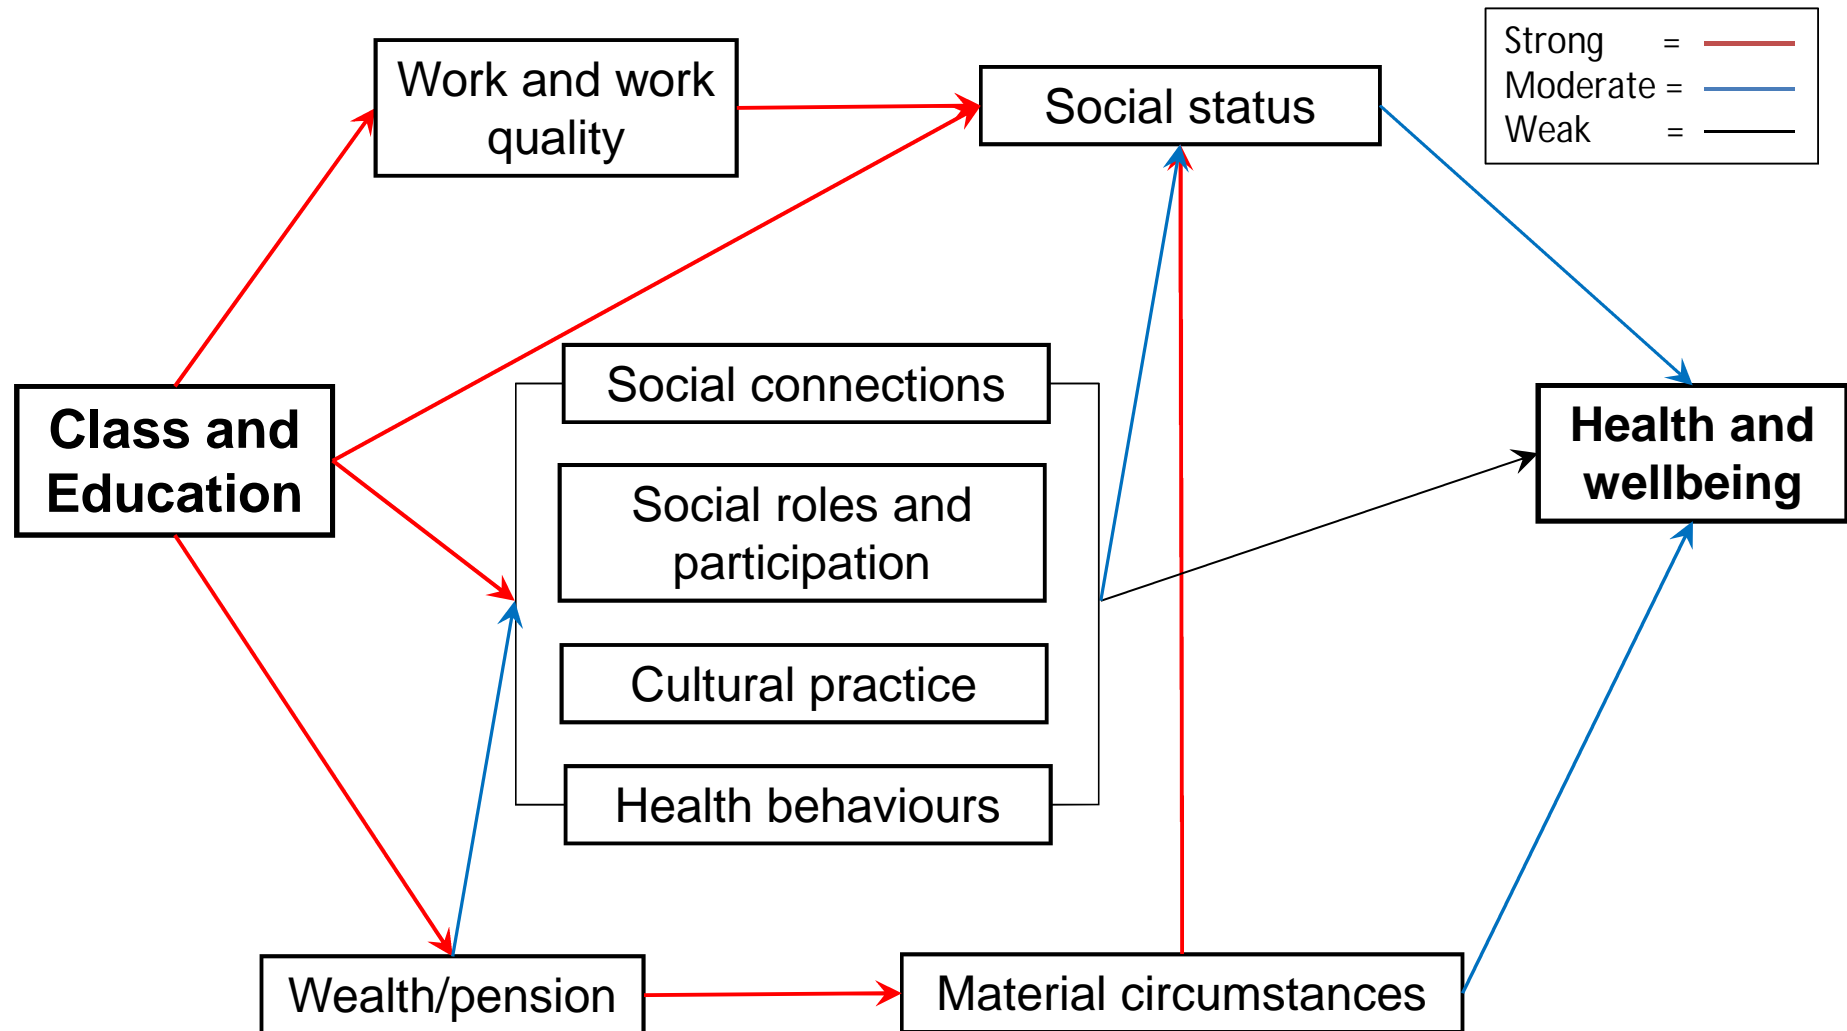 Work and work
quality
Social status
Strong =
Moderate =
Weak =
Class and
Education
Social connections
Social roles and
participation
Cultural practice
Health behaviours
Health and
wellbeing
Wealth/pension
Material circumstances